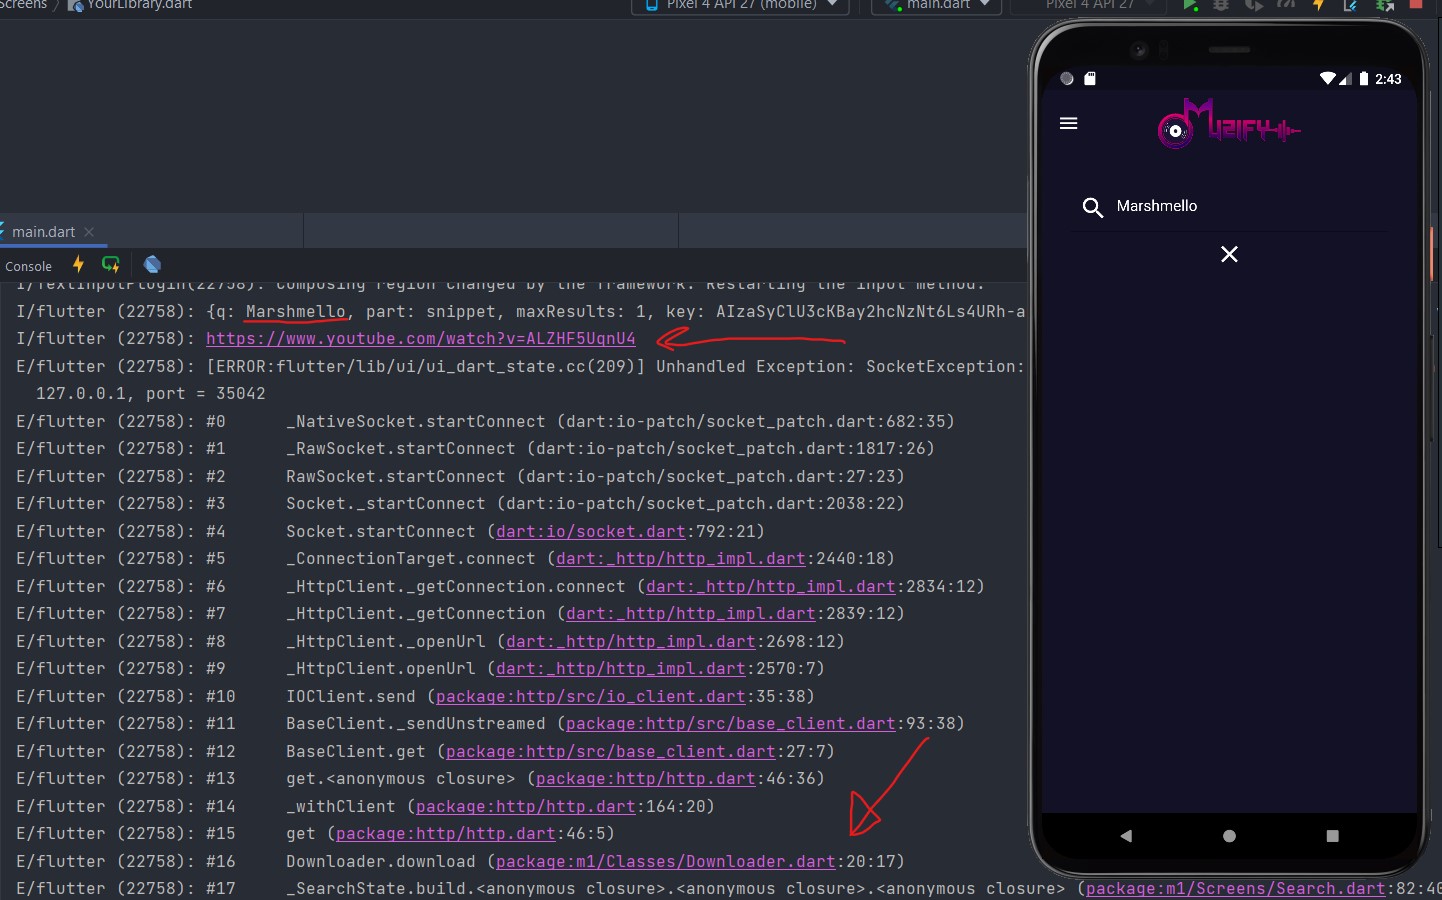 Screens YourLibrary.dart
Pixel 4 API 27 (mobile) main.dart Pixel 4 API 27
main.dart
Console
I/TextInputPlugin(22758): Composing region changed by the framework. Restarting the input method.
I/flutter (22758): {q: Marshmello, part: snippet, maxResults: 1, key: AIzaSyClU3cKBay2hcNzNt6Ls4URh-a
I/flutter (22758): https://www.youtube.com/watch?v=ALZHF5UqnU4
E/flutter (22758): [ERROR:flutter/lib/ui/ui_dart_state.cc(209)] Unhandled Exception: SocketException:
127.0.0.1, port = 35042
E/flutter (22758): #0 _NativeSocket.startConnect (dart:io-patch/socket_patch.dart:682:35)
E/flutter (22758): #1 _RawSocket.startConnect (dart:io-patch/socket_patch.dart:1817:26)
E/flutter (22758): #2 RawSocket.startConnect (dart:io-patch/socket_patch.dart:27:23)
E/flutter (22758): #3 Socket._startConnect (dart:io-patch/socket_patch.dart:2038:22)
E/flutter (22758): #4 Socket.startConnect (dart:io/socket.dart:792:21)
E/flutter (22758): #5 _ConnectionTarget.connect (dart:_http/http_impl.dart:2440:18)
E/flutter (22758): #6 _HttpClient._getConnection.connect (dart:_http/http_impl.dart:2834:12)
E/flutter (22758): #7 _HttpClient._getConnection (dart:_http/http_impl.dart:2839:12)
E/flutter (22758): #8 _HttpClient._openUrl (dart:_http/http_impl.dart:2698:12)
E/flutter (22758): #9 _HttpClient.openUrl (dart:_http/http_impl.dart:2570:7)
E/flutter (22758): #10 IOClient.send (package:http/src/io_client.dart:35:38)
E/flutter (22758): #11 BaseClient._sendUnstreamed (package:http/src/base_client.dart:93:38)
E/flutter (22758): #12 BaseClient.get (package:http/src/base_client.dart:27:7)
E/flutter (22758): #13 get.<anonymous closure> (package:http/http.dart:46:36)
E/flutter (22758): #14 _withClient (package:http/http.dart:164:20)
E/flutter (22758): #15 get (package:http/http.dart:46:5)
E/flutter (22758): #16 Downloader.download (package:m1/Classes/Downloader.dart:20:17)
E/flutter (22758): #17 _SearchState.build.<anonymous closure>.<anonymous closure>.<anonymous closure> (package:m1/Screens/Search.dart:82:40
2:43
MUZIFY
Marshmello